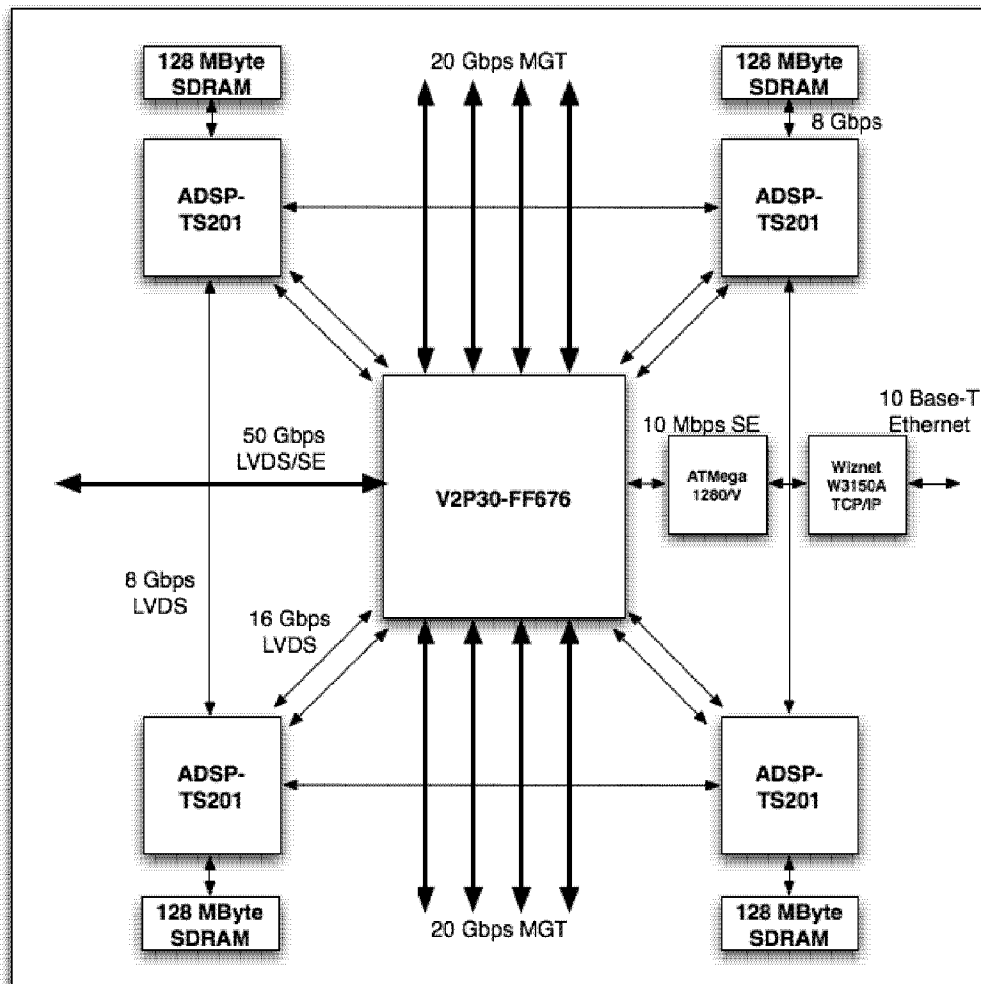 128 MByte
SDRAM
20 Gbps MGT
128 MByte
SDRAM
8 Gbps
ADSP-
TS201
ADSP-
TS201
50 Gbps
LVDS/SE
V2P30-FF676
10 Mbps SE
ATMega
1280/V
10 Base-T
Ethernet
Wiznet
W3150A
TCP/IP
8 Gbps
LVDS
16 Gbps
LVDS
ADSP-
TS201
ADSP-
TS201
128 MByte
SDRAM
20 Gbps MGT
128 MByte
SDRAM